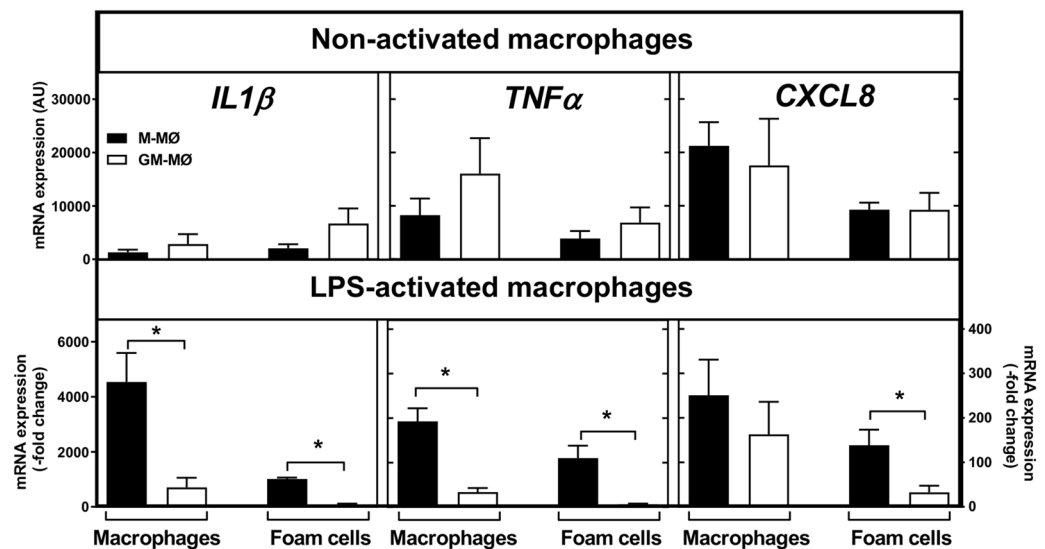 Non-activated macrophages
IL1β
TNFα
CXCL8
mRNA expression (AU)
30000
20000
10000
0
M-MØ
GM-MØ
LPS-activated macrophages
mRNA expression
(-fold change)
6000
4000
2000
0
*
*
*
*
*
400
300
200
100
0
mRNA expression
(-fold change)
Macrophages
Foam cells
Macrophages
Foam cells
Macrophages
Foam cells